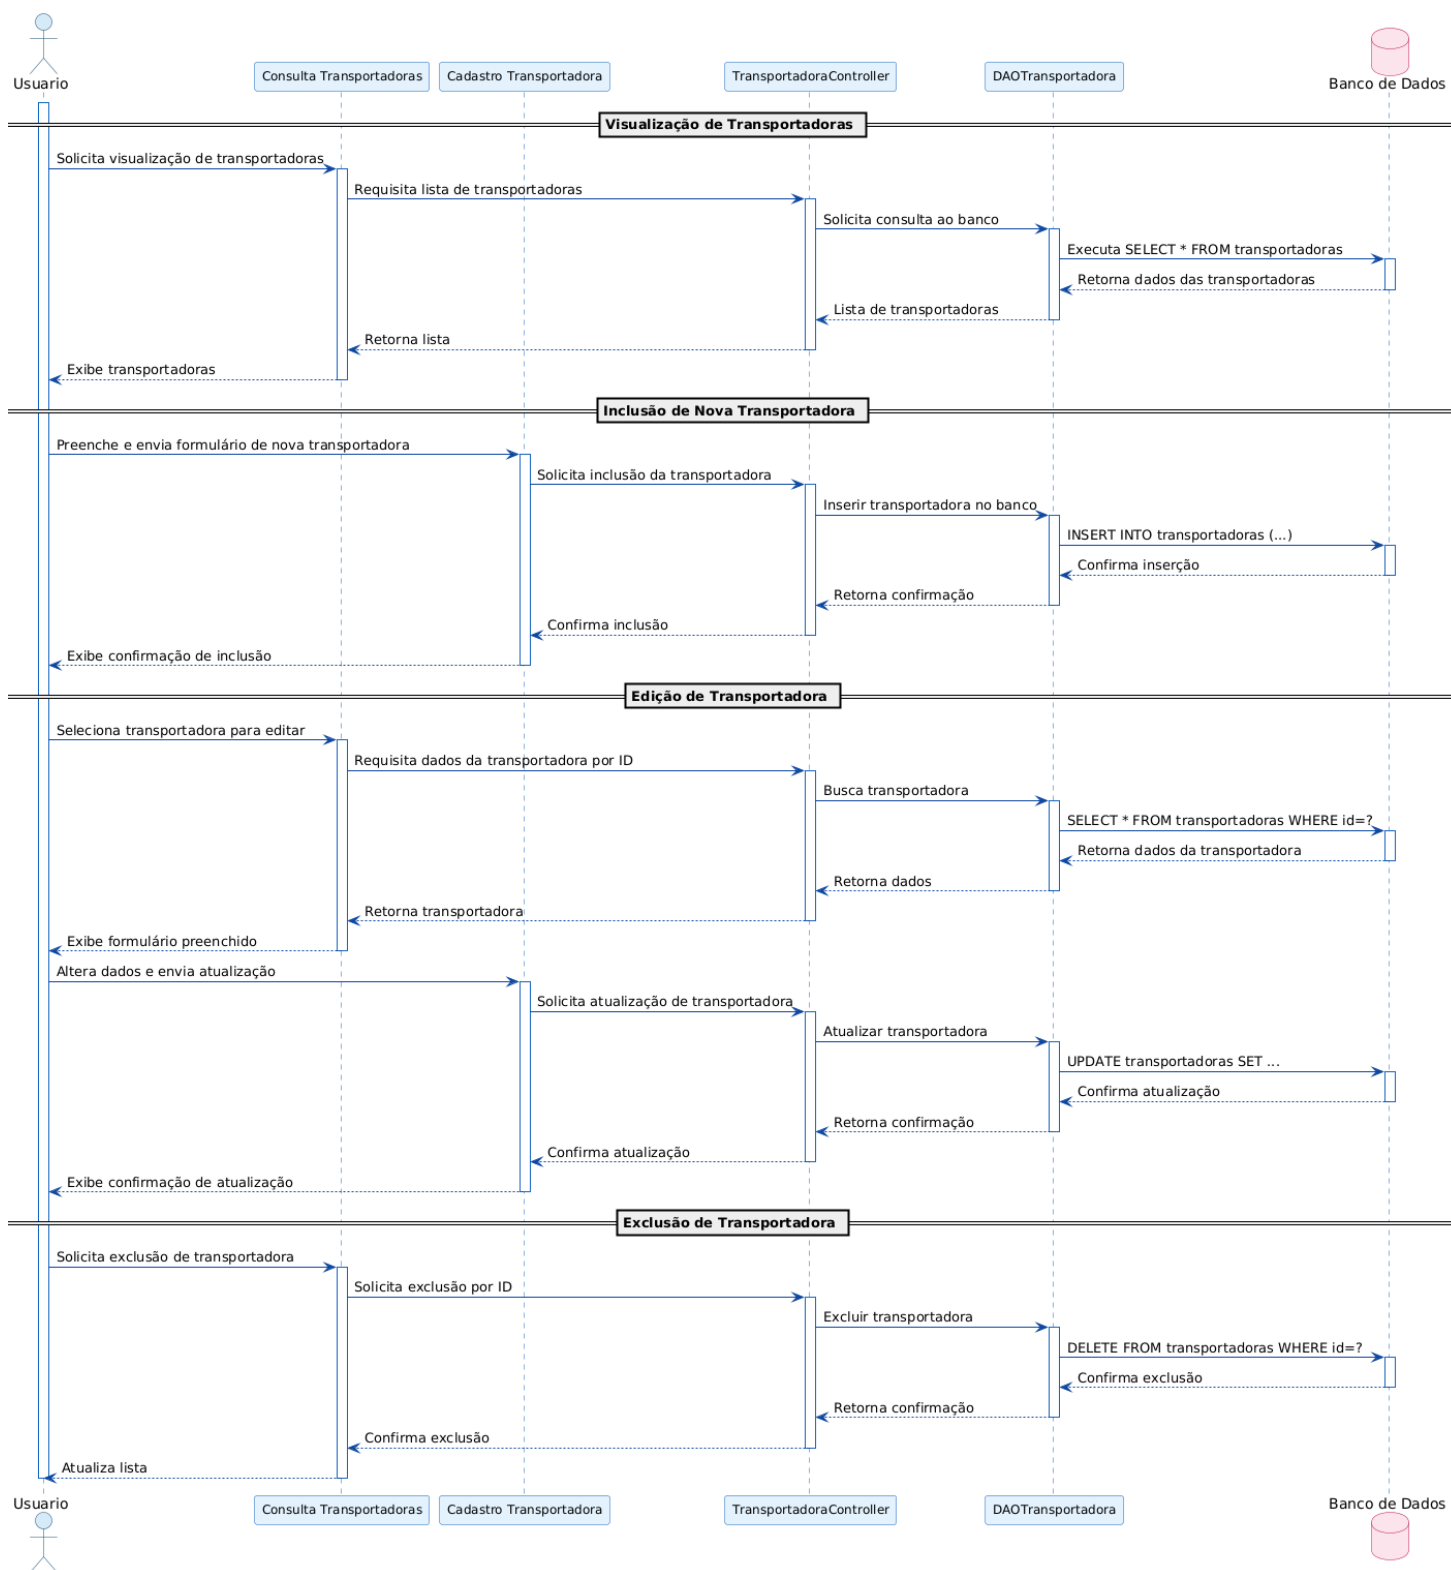 Usuario
Consulta Transportadoras
Cadastro Transportadora
TransportadoraController
DAOTransportadora
Banco de Dados
Visualização de Transportadoras
Solicita visualização de transportadoras
Requisita lista de transportadoras
Solicita consulta ao banco
Executa SELECT * FROM transportadoras
Retorna dados das transportadoras
Lista de transportadoras
Retorna lista
Exibe transportadoras
Inclusão de Nova Transportadora
Preenche e envia formulário de nova transportadora
Solicita inclusão da transportadora
Inserir transportadora no banco
INSERT INTO transportadoras (...)
Confirma inserção
Retorna confirmação
Confirma inclusão
Exibe confirmação de inclusão
Edição de Transportadora
Seleciona transportadora para editar
Requisita dados da transportadora por ID
Busca transportadora
SELECT * FROM transportadoras WHERE id=?
Retorna dados da transportadora
Retorna dados
Retorna transportadora
Exibe formulário preenchido
Altera dados e envia atualização
Solicita atualização de transportadora
Atualizar transportadora
UPDATE transportadoras SET ...
Confirma atualização
Retorna confirmação
Confirma atualização
Exibe confirmação de atualização
Exclusão de Transportadora
Solicita exclusão de transportadora
Solicita exclusão por ID
Excluir transportadora
DELETE FROM transportadoras WHERE id=?
Confirma exclusão
Retorna confirmação
Confirma exclusão
Atualiza lista
Usuario
Consulta Transportadoras
Cadastro Transportadora
TransportadoraController
DAOTransportadora
Banco de Dados